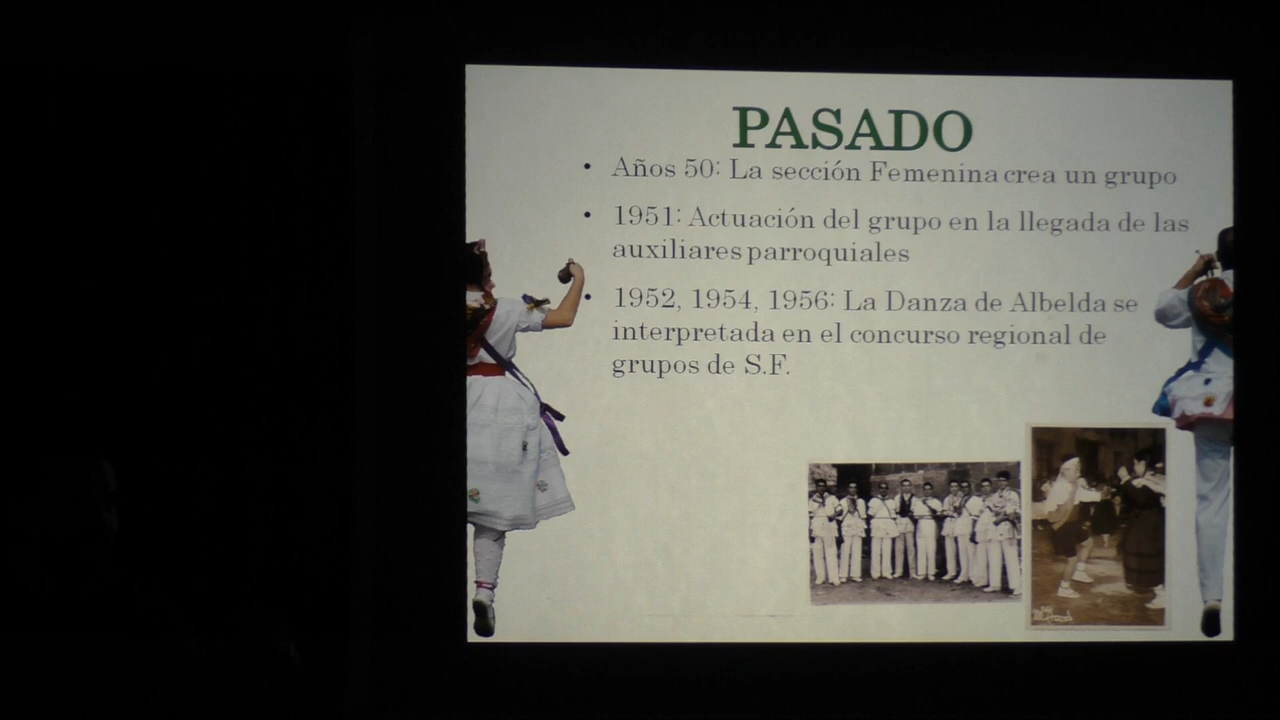 PASADO
• Años 50: La sección Femenina crea un grupo
• 1951: Actuación del grupo en la llegada de las
auxiliares parroquiales
• 1952, 1954, 1956: La Danza de Albelda se
interpretada en el concurso regional de
grupos de S.F.